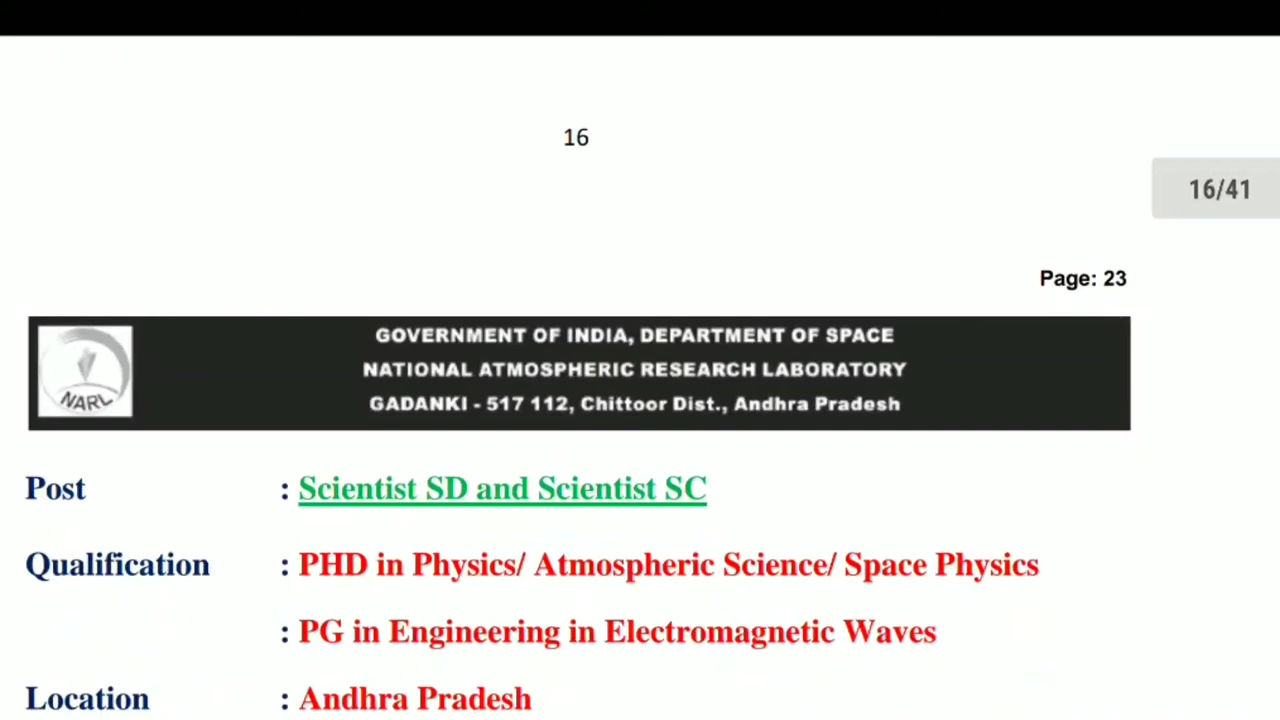 16
16/41
Page: 23
GOVERNMENT OF INDIA, DEPARTMENT OF SPACE
NATIONAL ATMOSPHERIC RESEARCH LABORATORY
GADANKI - 517 112, Chittoor Dist., Andhra Pradesh
NARL
Post : Scientist SD and Scientist SC
Qualification : PHD in Physics/ Atmospheric Science/ Space Physics
: PG in Engineering in Electromagnetic Waves
Location : Andhra Pradesh